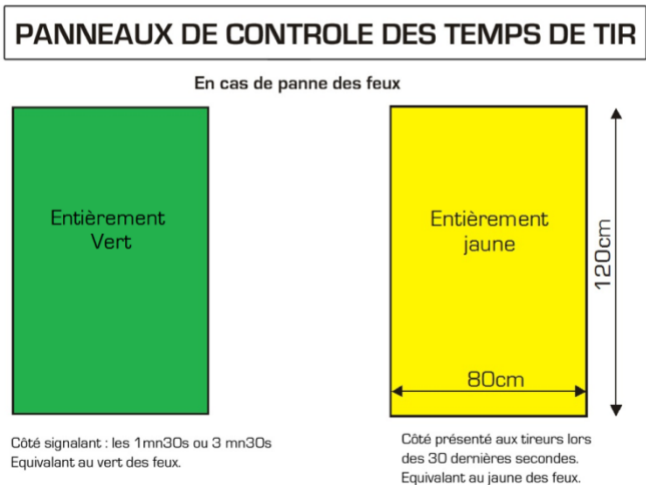 PANNEAUX DE CONTROLE DES TEMPS DE TIR
En cas de panne des feux
Entièrement
Vert
Entièrement
jaune
120cm
80cm
Côté signalant : les 1mn30s ou 3 mn30s
Equivalant au vert des feux.
Côté présenté aux tireurs lors
des 30 dernières secondes.
Equivalant au jaune des feux.